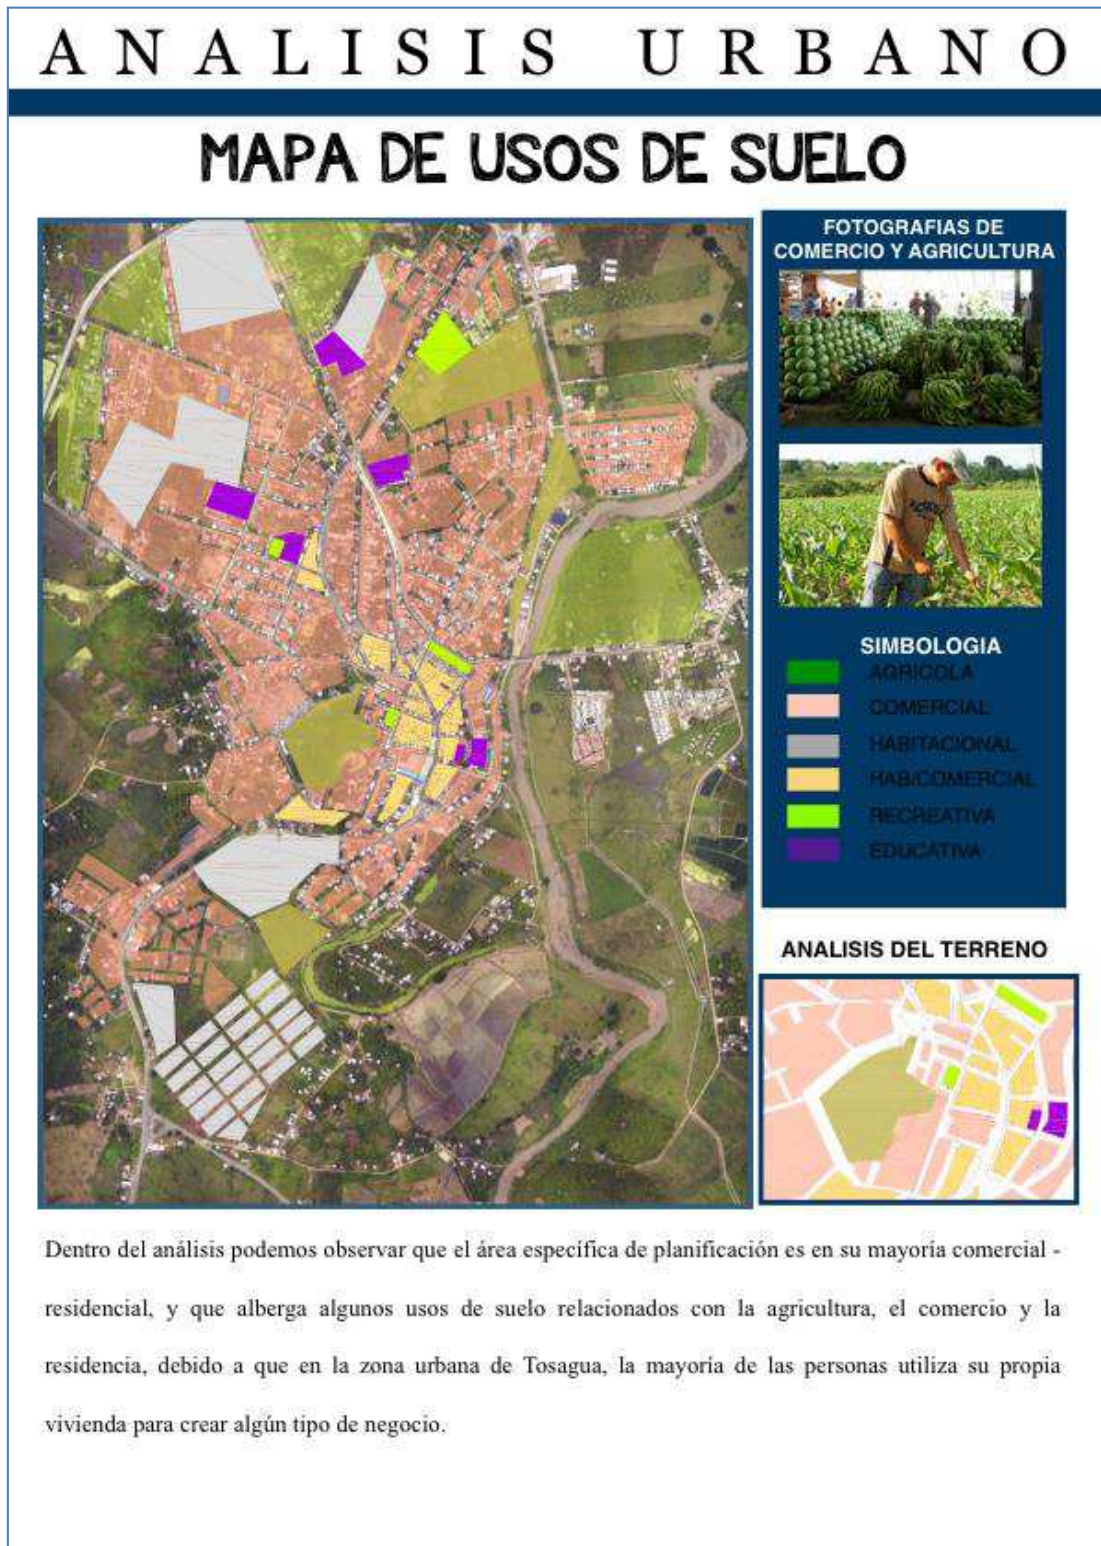 ANALISIS URBANO
MAPA DE USOS DE SUELO
FOTOGRAFIAS DE
COMERCIO Y AGRICULTURA
SIMBOLOGIA
AGRICOLA
COMERCIAL
HABITACIONAL
HAB/COMERCIAL
RECREATIVA
EDUCATIVA
ANALISIS DEL TERRENO
Dentro del análisis podemos observar que el área específica de planificación es en su mayoría comercial -
residencial, y que alberga algunos usos de suelo relacionados con la agricultura, el comercio y la
residencia, debido a que en la zona urbana de Tosagua, la mayoría de las personas utiliza su propia
vivienda para crear algún tipo de negocio.